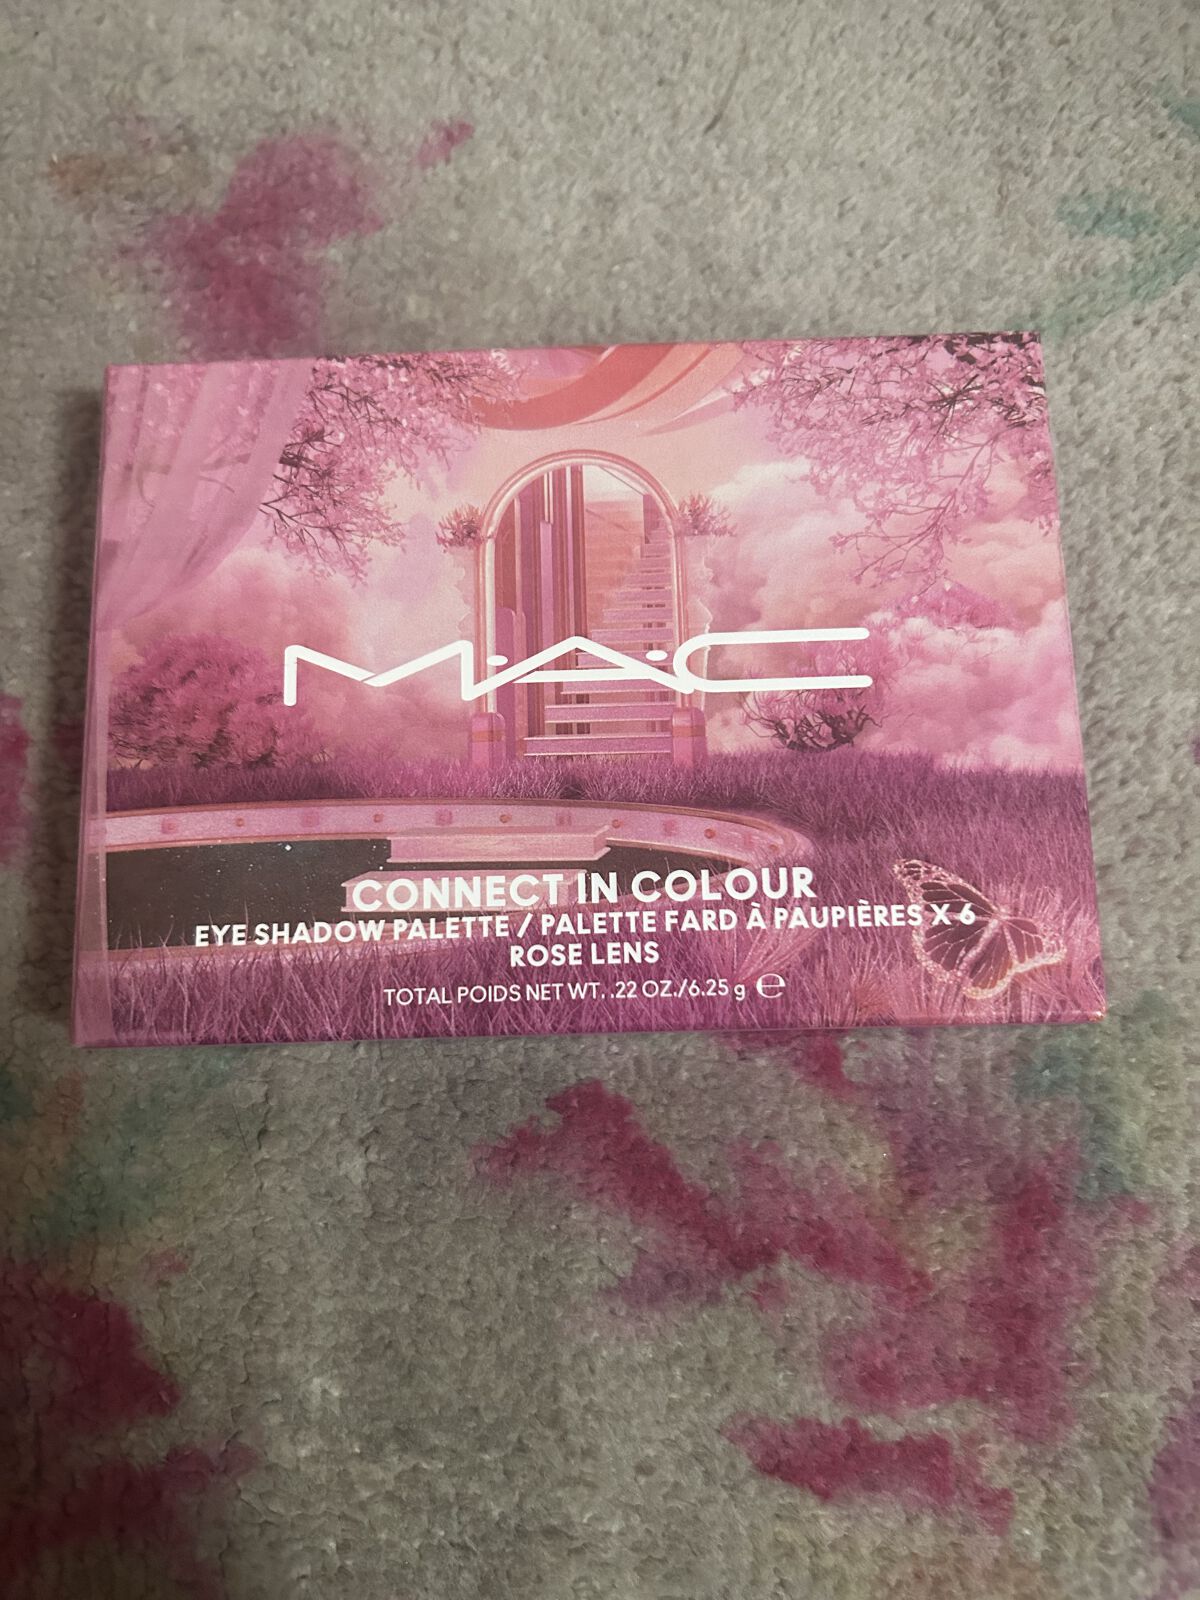 M·A·C
CONNECT IN COLOUR
EYE SHADOW PALETTE / PALETTE FARD À PAUPIÈRES X 6
ROSE LENS
TOTAL POIDS NET WT. .22 OZ./6.25 g ℮